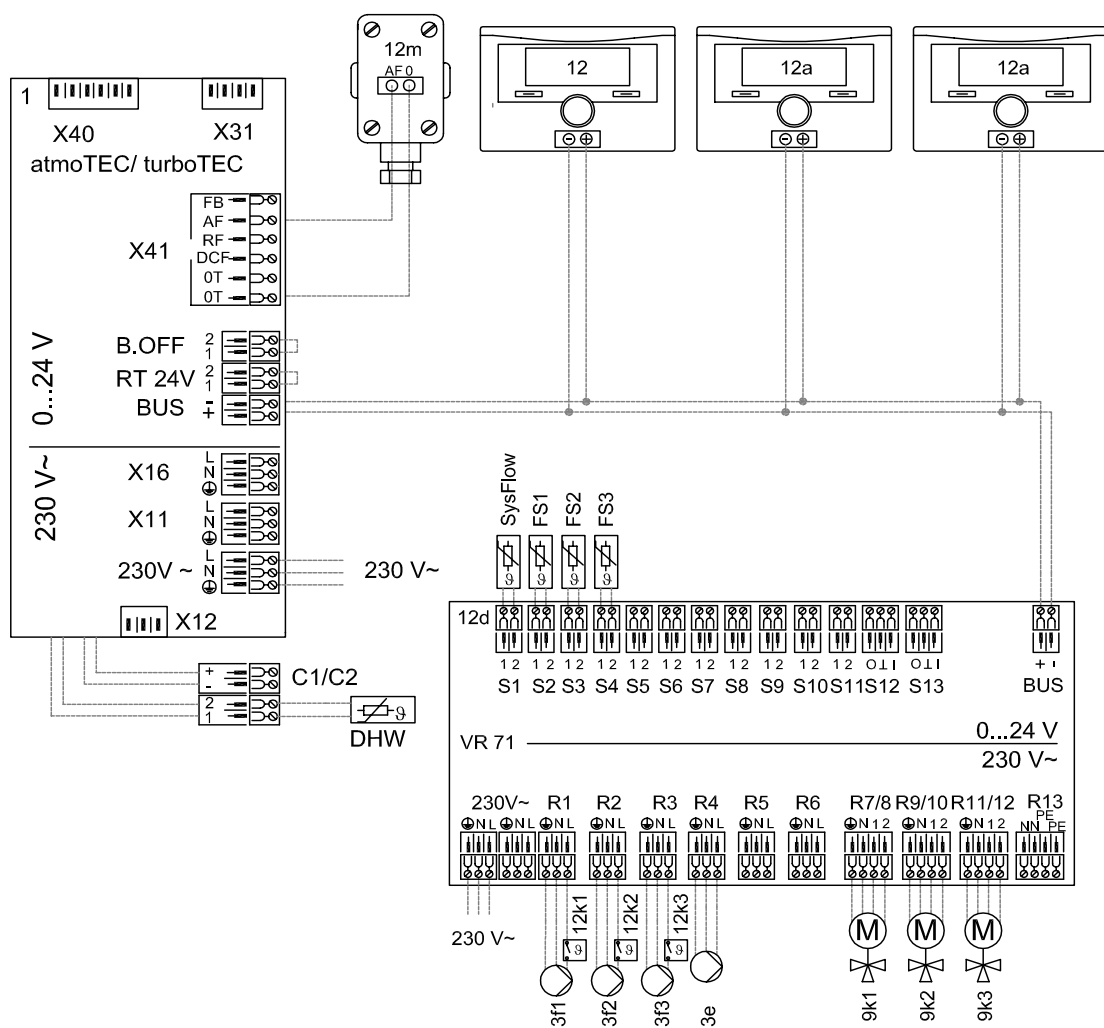 12m
AF 0
12
12a
12a
1
X40
X31
atmoTEC/ turboTEC
X41
FB
AF
RF
DCF
0T
0T
0...24 V
B.OFF
2
1
RT 24V
2
1
BUS
-
+
230 V~
X16
L
N
X11
L
N
230V ~
L
N
230 V~
X12
+
-
C1/C2
2
1
ϑ
DHW
SysFlow
FS1
FS2
FS3
ϑ
ϑ
ϑ
ϑ
12d
1 2
1 2
1 2
1 2
1 2
1 2
1 2
1 2
1 2
1 2
1 2
O T I
O T I
+ -
S1
S2
S3
S4
S5
S6
S7
S8
S9
S10
S11
S12
S13
BUS
VR 71
0...24 V
230 V~
230V~
R1
R2
R3
R4
R5
R6
R7/8
R9/10
R11/12
R13
N L
N L
N L
N L
N L
N L
N L
N L
N 1 2
N 1 2
N 1 2
N N PE PE
230 V~
12k1
12k2
12k3
ϑ
ϑ
ϑ
M
M
M
3f1
3f2
3f3
3e
9k1
9k2
9k3